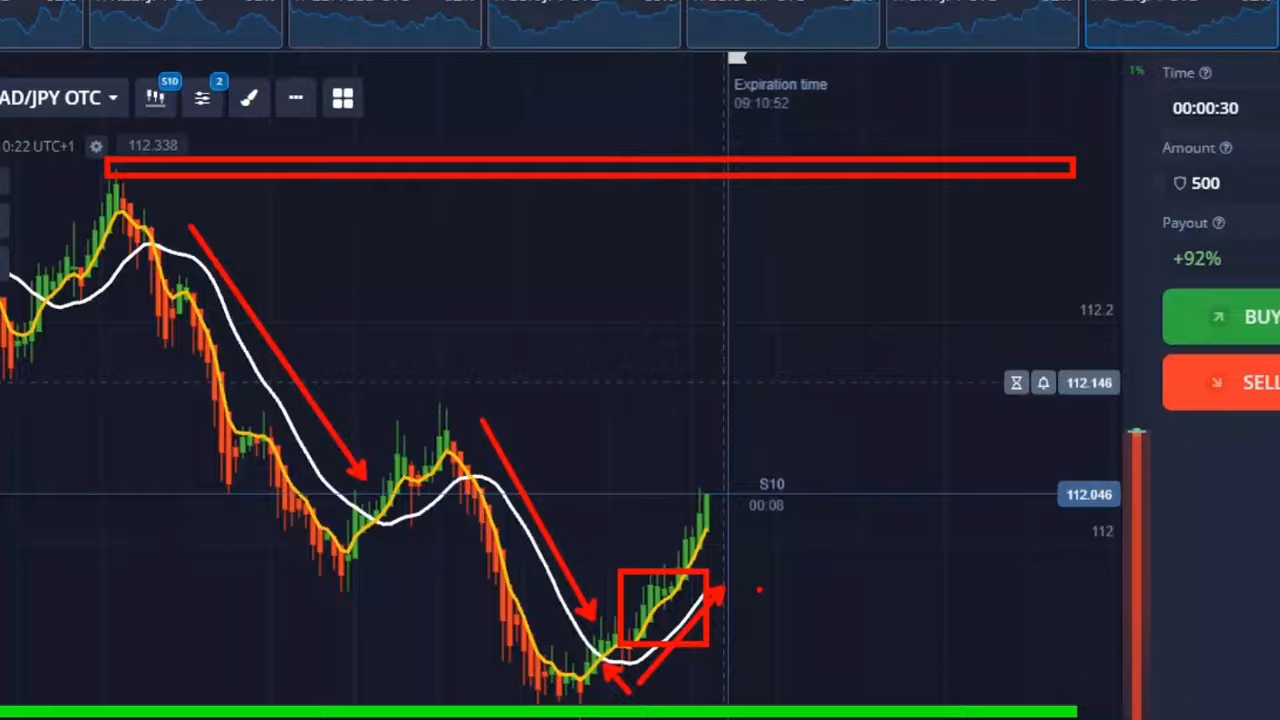 S10
2
AD/JPY OTC
0:22 UTC+1
112.338
Expiration time
09:10:52
1%
Time
00:00:30
Amount
500
Payout
+92%
BUY
SELL
112.2
112.146
S10
00:08
112.046
112